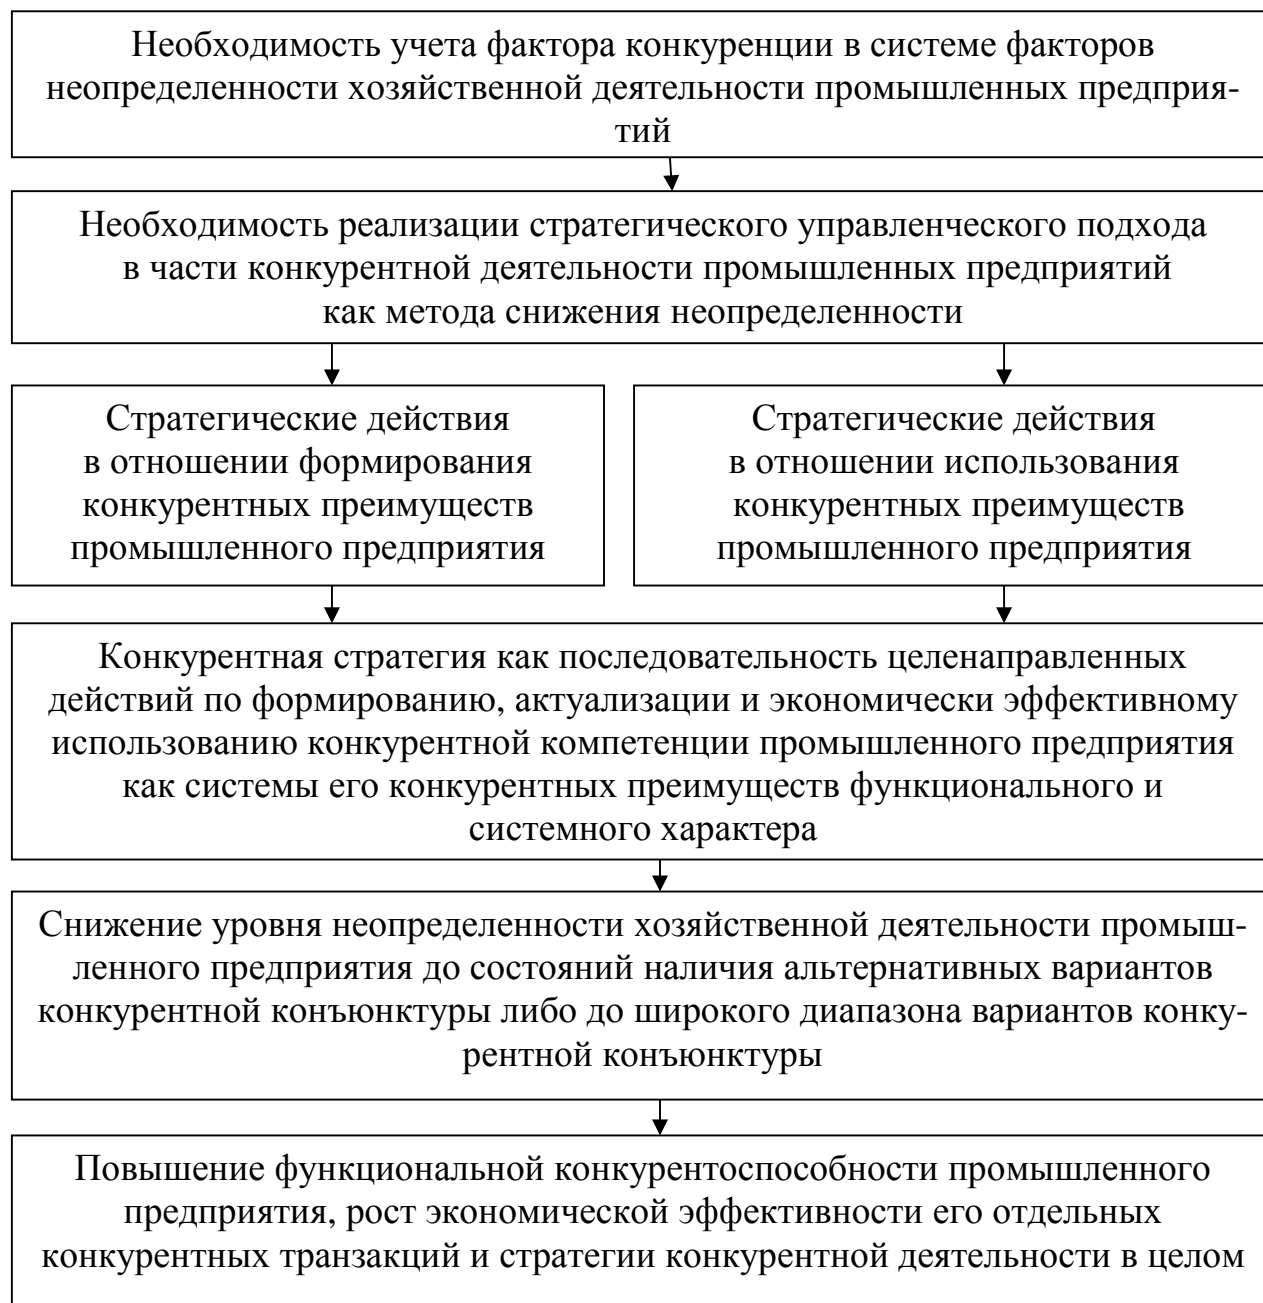 Необходимость учета фактора конкуренции в системе факторов
неопределенности хозяйственной деятельности промышленных предприя-
тий
Необходимость реализации стратегического управленческого подхода
в части конкурентной деятельности промышленных предприятий
как метода снижения неопределенности
Стратегические действия
в отношении формирования
конкурентных преимуществ
промышленного предприятия
Стратегические действия
в отношении использования
конкурентных преимуществ
промышленного предприятия
Конкурентная стратегия как последовательность целенаправленных
действий по формированию, актуализации и экономически эффективному
использованию конкурентной компетенции промышленного предприятия
как системы его конкурентных преимуществ функционального и
системного характера
Снижение уровня неопределенности хозяйственной деятельности промыш-
ленного предприятия до состояний наличия альтернативных вариантов
конкурентной конъюнктуры либо до широкого диапазона вариантов конку-
рентной конъюнктуры
Повышение функциональной конкурентоспособности промышленного
предприятия, рост экономической эффективности его отдельных
конкурентных транзакций и стратегии конкурентной деятельности в целом